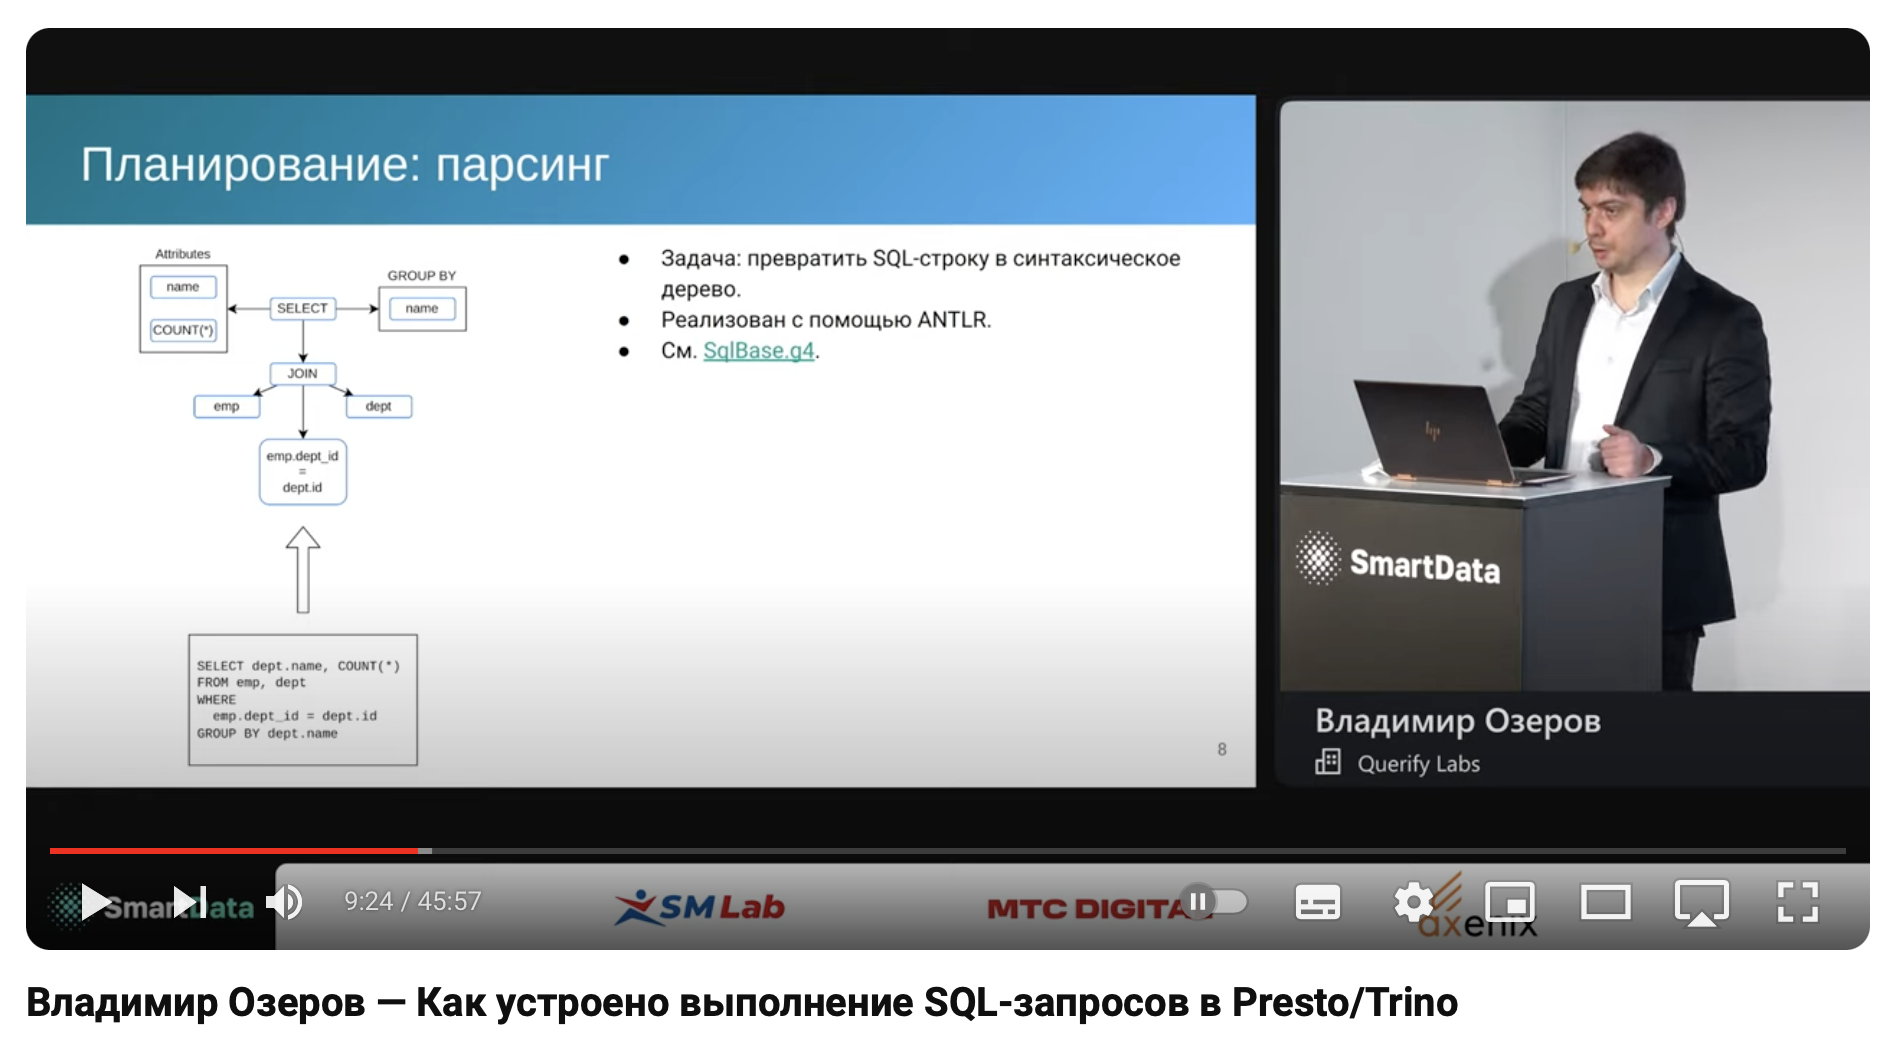 Планирование: парсинг
Attributes
name
COUNT(*)
SELECT
GROUP BY
name
JOIN
emp
dept
emp.dept_id
=
dept.id
SELECT dept.name, COUNT(*)
FROM emp, dept
WHERE
emp.dept_id = dept.id
GROUP BY dept.name
● Задача: превратить SQL-строку в синтаксическое
дерево.
● Реализован с помощью ANTLR.
● См. SqlBase.g4.
8
hp
SmartData
Владимир Озеров
Querify Labs
SmartData
9:24 / 45:57
SM Lab
МТС DIGITAL
axenix
Владимир Озеров — Как устроено выполнение SQL-запросов в Presto/Trino